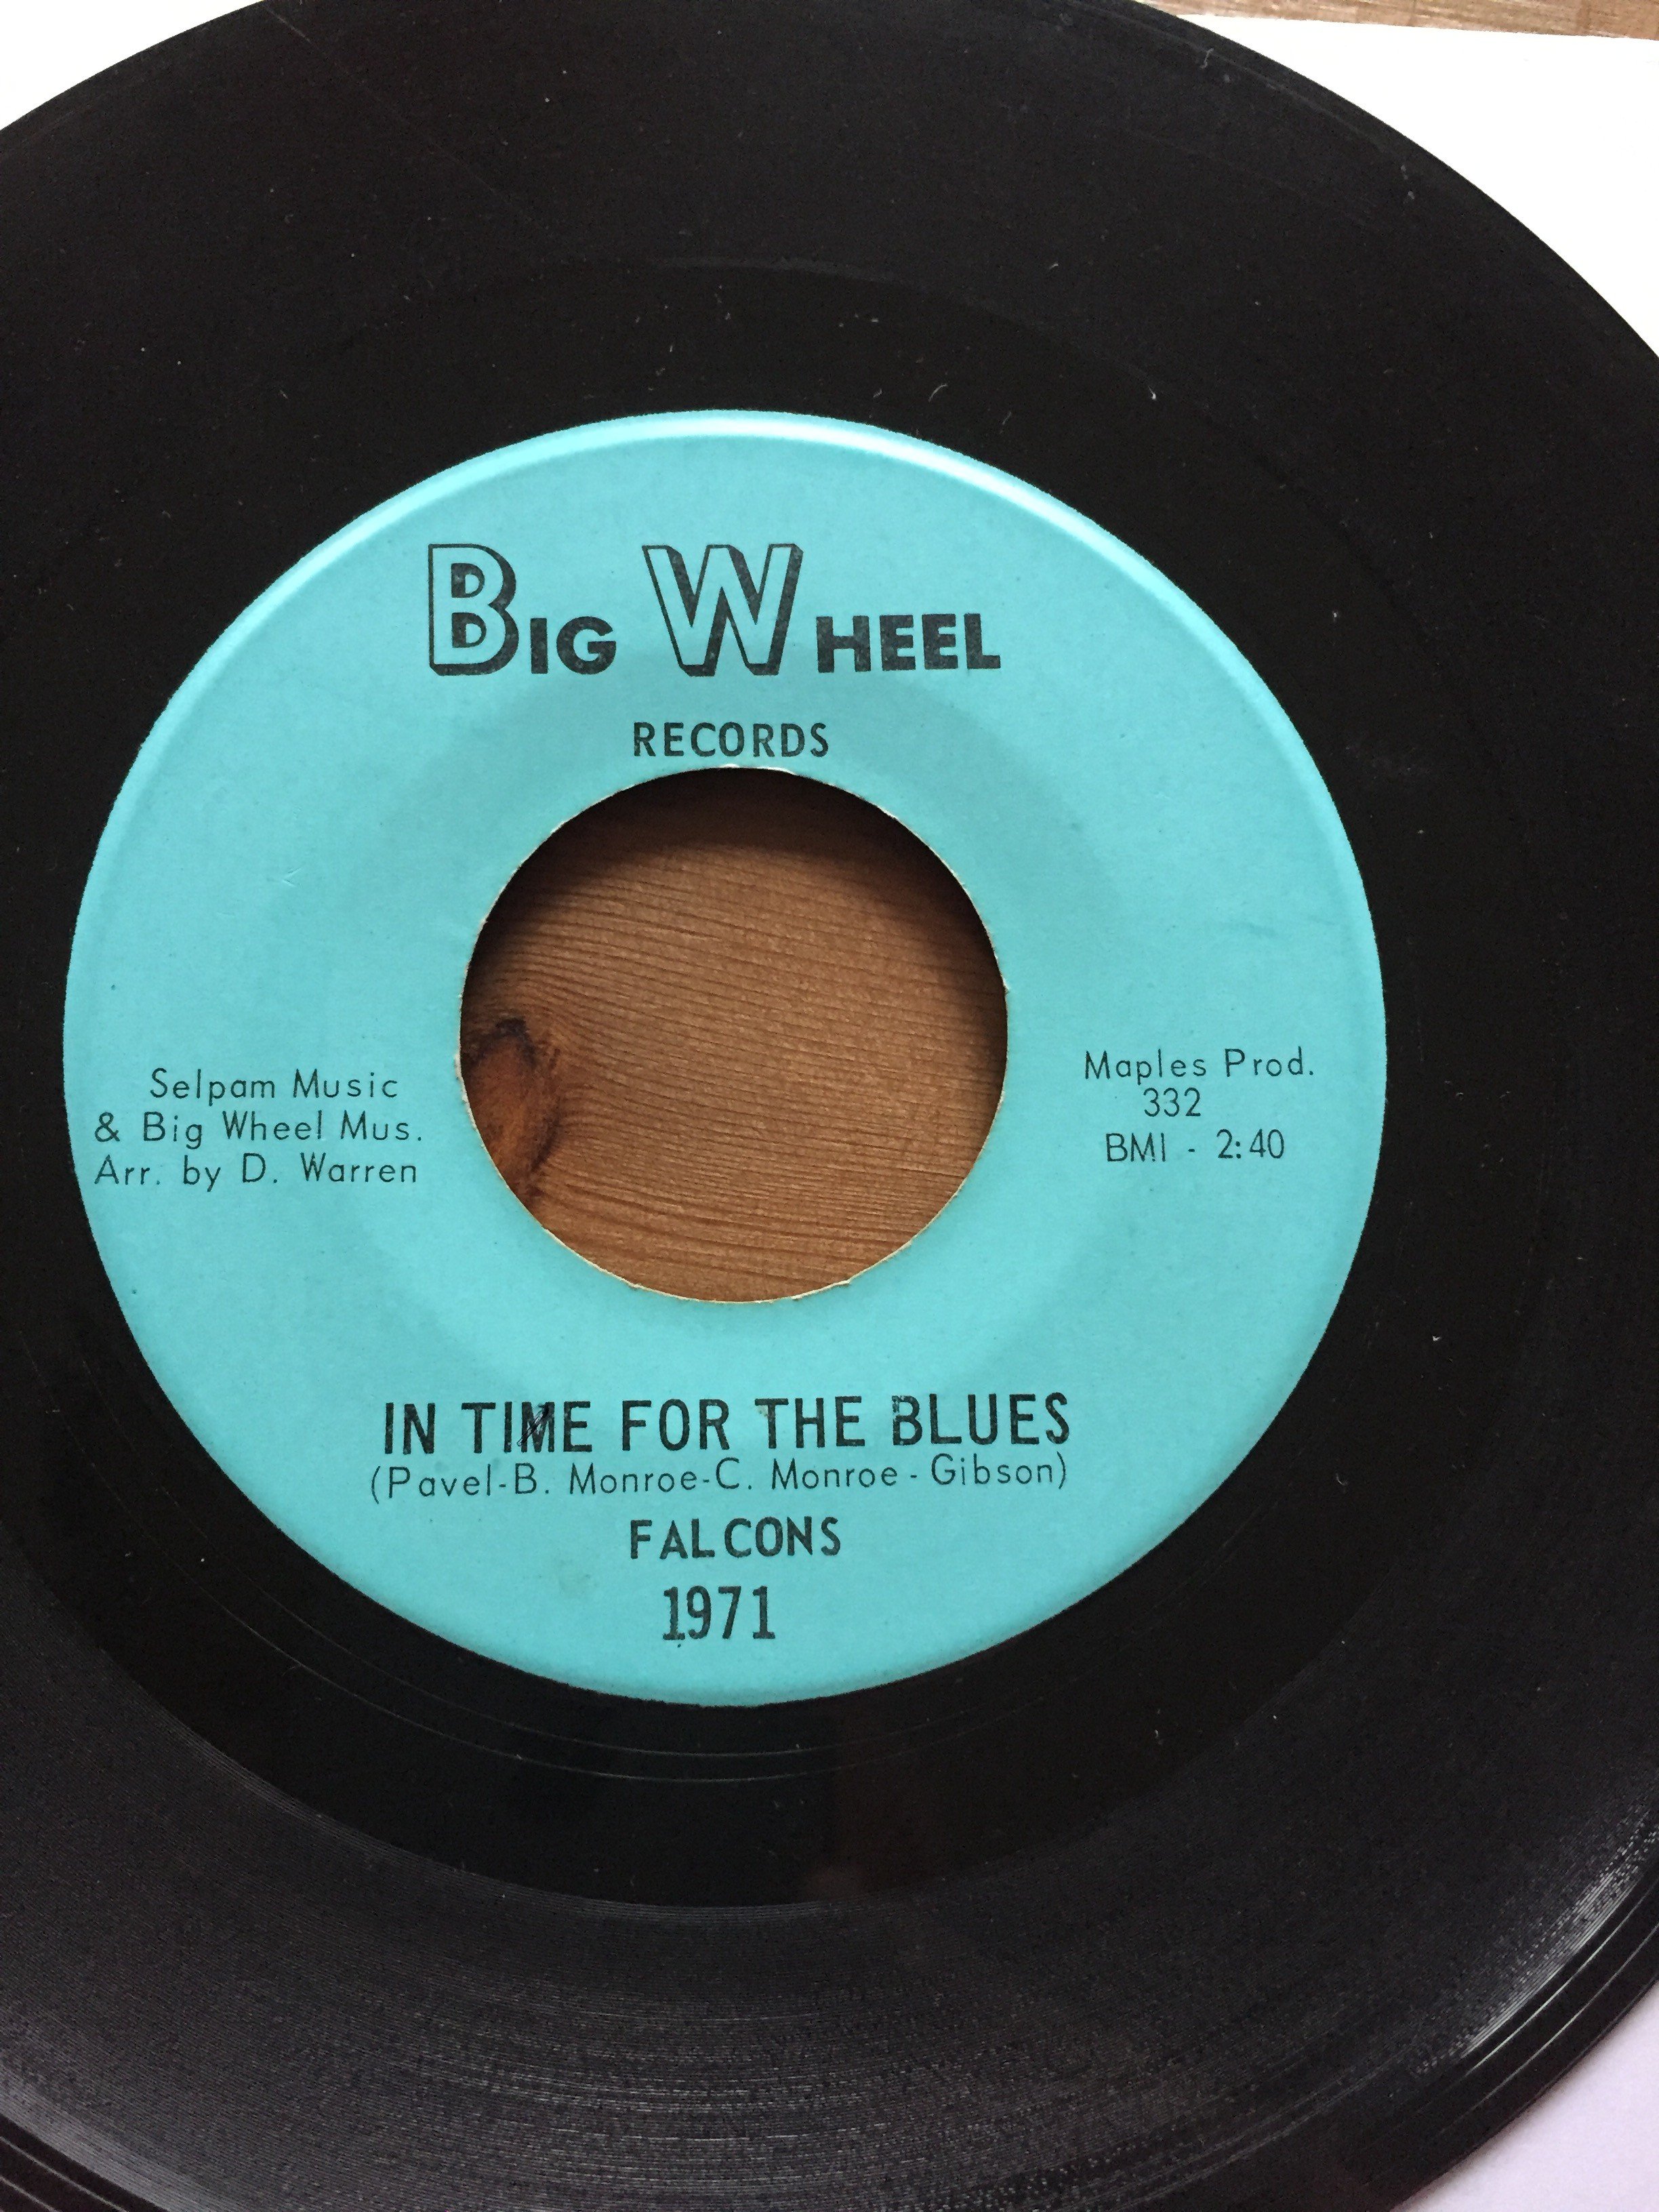 BIG WHEEL
RECORDS
Selpam Music
& Big Wheel Mus.
Arr. by D. Warren
Maples Prod.
332
BMI - 2:40
IN TIME FOR THE BLUES
(Pavel-B. Monroe-C. Monroe - Gibson)
FALCONS
1971